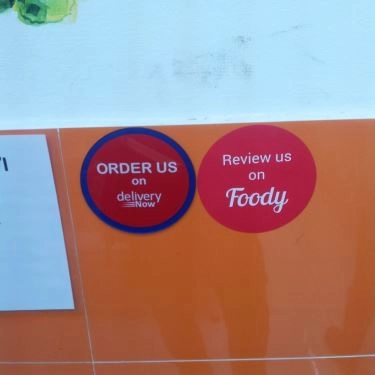 ORDER US
on
delivery
Now
Review us
on
Foody